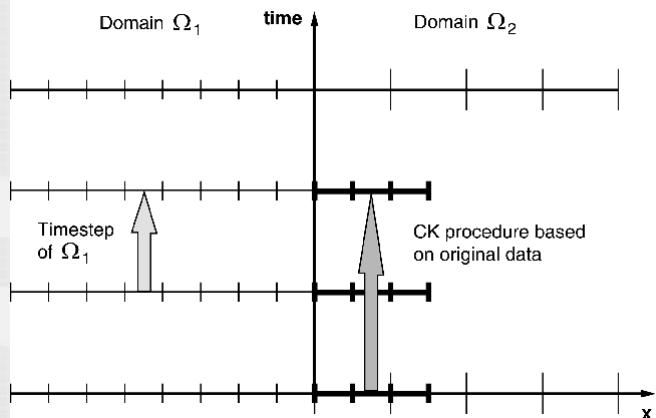 Domain Ω₁
time
Domain Ω₂
Timestep
of Ω₁
CK procedure based
on original data
x